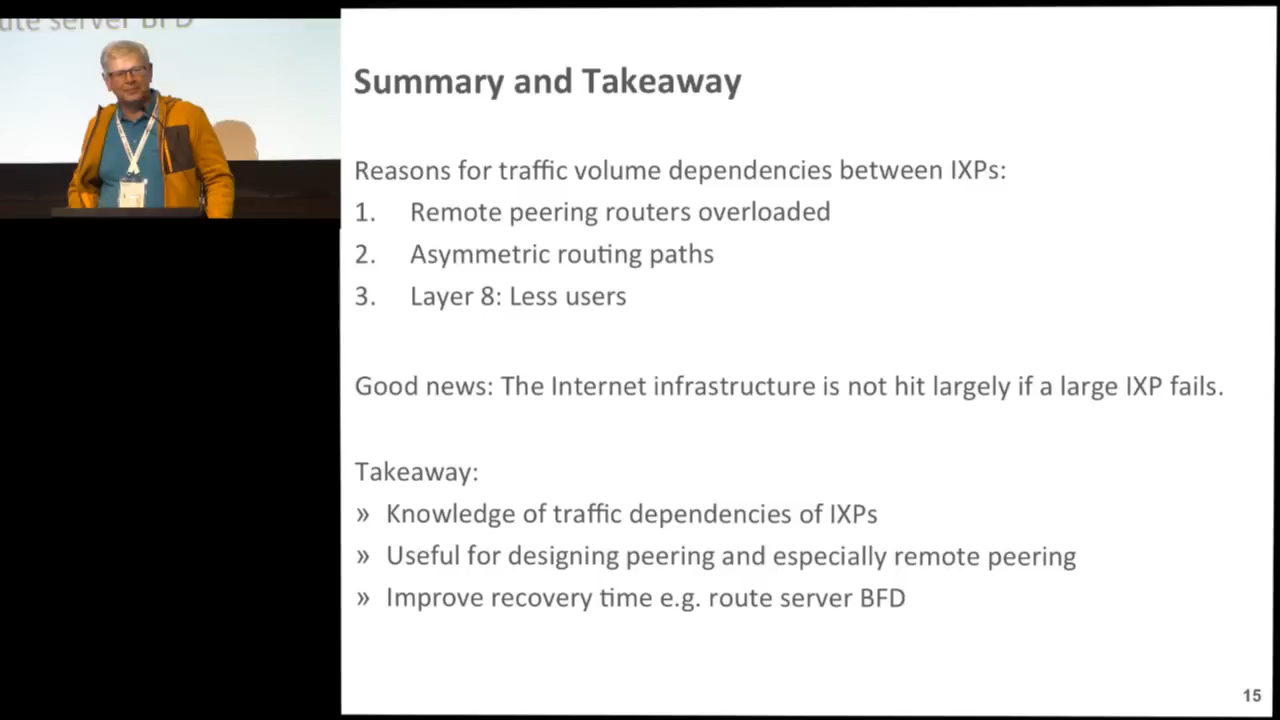 route server BFD
Summary and Takeaway
Reasons for traffic volume dependencies between IXPs:
1. Remote peering routers overloaded
2. Asymmetric routing paths
3. Layer 8: Less users
Good news: The Internet infrastructure is not hit largely if a large IXP fails.
Takeaway:
» Knowledge of traffic dependencies of IXPs
» Useful for designing peering and especially remote peering
» Improve recovery time e.g. route server BFD
15